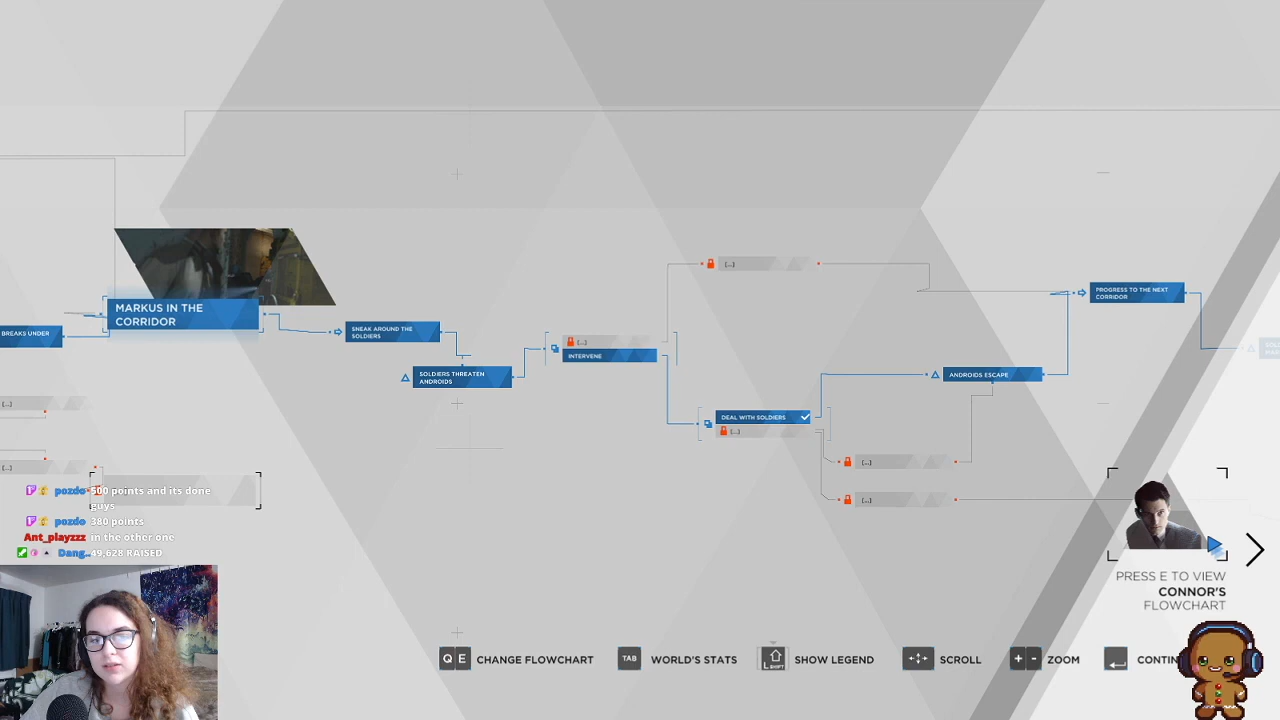 [...]
PROGRESS TO THE NEXT
CORRIDOR
MARKUS IN THE
CORRIDOR
BREAKS UNDER
SNEAK AROUND THE
SOLDIERS
[...]
INTERVENE
SOLDIERS THREATEN
ANDROIDS
ANDROIDS ESCAPE
[...]
DEAL WITH SOLDIERS
[...]
[...]
[...]
[...]
pozdo 500 points and its done
guys
pozdo 380 points
Ant_playzzz in the other one
Dang.. 49,628 RAISED
PRESS E TO VIEW
CONNOR'S
FLOWCHART
Q E CHANGE FLOWCHART
TAB WORLD'S STATS
L SHIFT SHOW LEGEND
SCROLL
+ - ZOOM
CONTIN